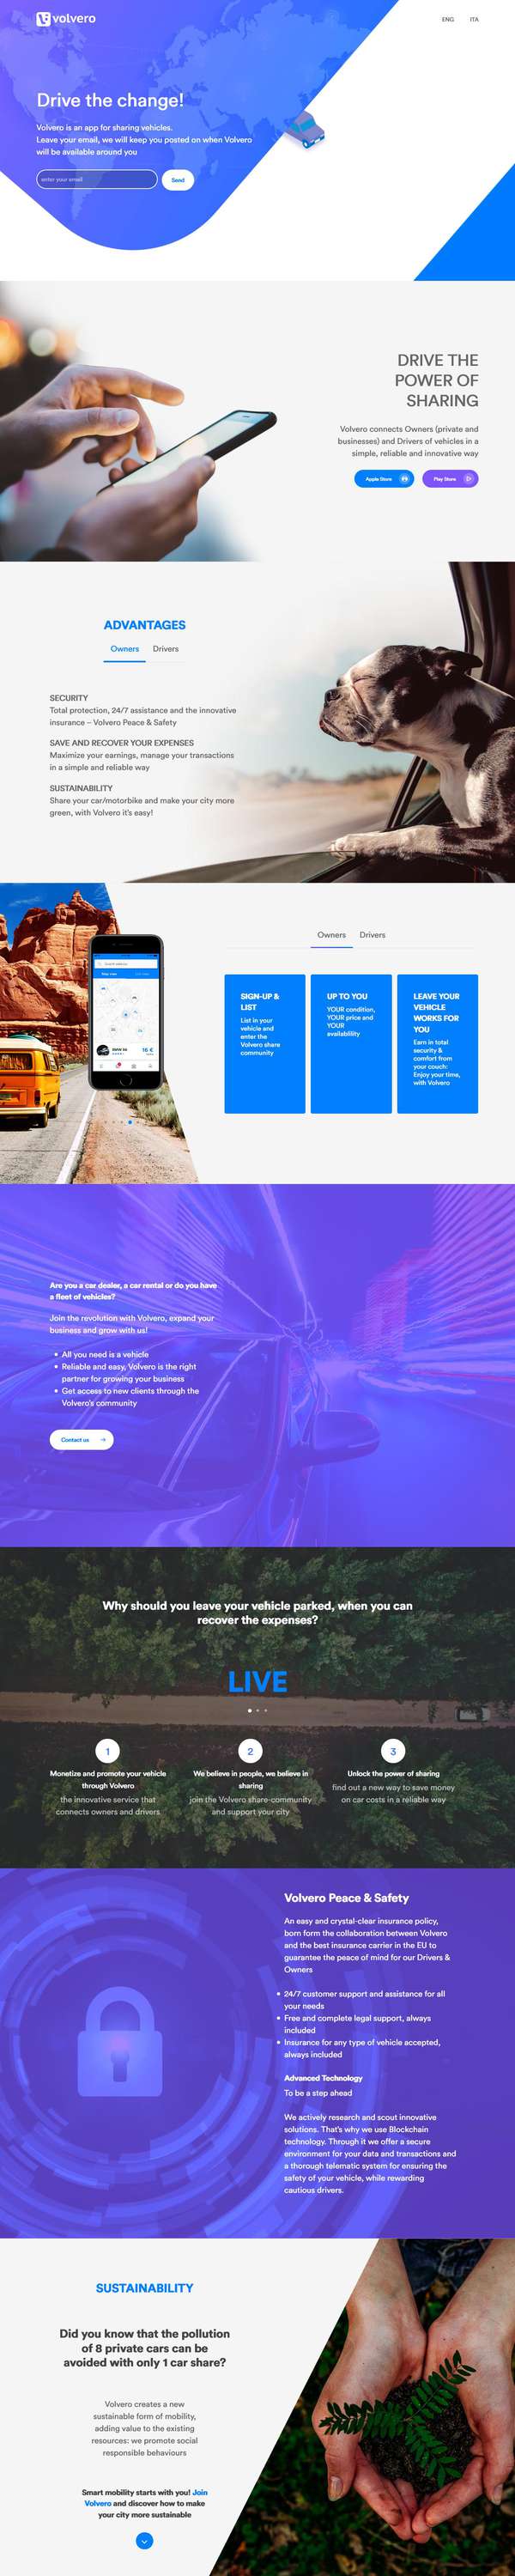 volvero
ENG ITA
Drive the change!
Volvero is an app for sharing vehicles.
Leave your email, we will keep you posted on when Volvero
will be available around you
enter your email
Send
DRIVE THE
POWER OF
SHARING
Volvero connects Owners (private and
businesses) and Drivers of vehicles in a
simple, reliable and innovative way
Apple Store
Play Store
ADVANTAGES
Owners Drivers
SECURITY
Total protection, 24/7 assistance and the innovative
insurance – Volvero Peace & Safety
SAVE AND RECOVER YOUR EXPENSES
Maximize your earnings, manage your transactions
in a simple and reliable way
SUSTAINABILITY
Share your car/motorbike and make your city more
green, with Volvero it's easy!
Owners Drivers
SIGN-UP &
LIST
List in your
vehicle and
enter the
Volvero share
community
UP TO YOU
YOUR condition,
YOUR price and
YOUR
availability
LEAVE YOUR
VEHICLE
WORKS FOR
YOU
Earn in total
security &
comfort from
your couch:
Enjoy your time,
with Volvero
16 €
Are you a car dealer, a car rental or do you have
a fleet of vehicles?
Join the revolution with Volvero, expand your
business and grow with us!
All you need is a vehicle
Reliable and easy, Volvero is the right
partner for growing your business
Get access to new clients through the
Volvero's community
Contact us
Why should you leave your vehicle parked, when you can
recover the expenses?
LIVE
1
Monetize and promote your vehicle
through Volvero
the innovative service that
connects owners and drivers
2
We believe in people, we believe in
sharing
join the Volvero share-community
and support your city
3
Unlock the power of sharing
find out a new way to save money
on car costs in a reliable way
Volvero Peace & Safety
An easy and crystal-clear insurance policy,
born form the collaboration between Volvero
and the best insurance carrier in the EU to
guarantee the peace of mind for our Drivers &
Owners
24/7 customer support and assistance for all
your needs
Free and complete legal support, always
included
Insurance for any type of vehicle accepted,
always included
Advanced Technology
To be a step ahead
We actively research and scout innovative
solutions. That's why we use Blockchain
technology. Through it we offer a secure
environment for your data and transactions and
a thorough telematic system for ensuring the
safety of your vehicle, while rewarding
cautious drivers.
SUSTAINABILITY
Did you know that the pollution
of 8 private cars can be
avoided with only 1 car share?
Volvero creates a new
sustainable form of mobility,
adding value to the existing
resources: we promote social
responsible behaviours
Smart mobility starts with you! Join
Volvero and discover how to make
your city more sustainable